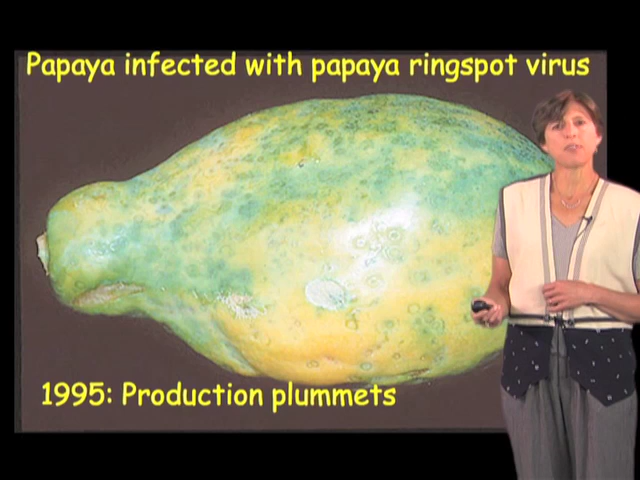 Papaya infected with papaya ringspot virus
1995: Production plummets